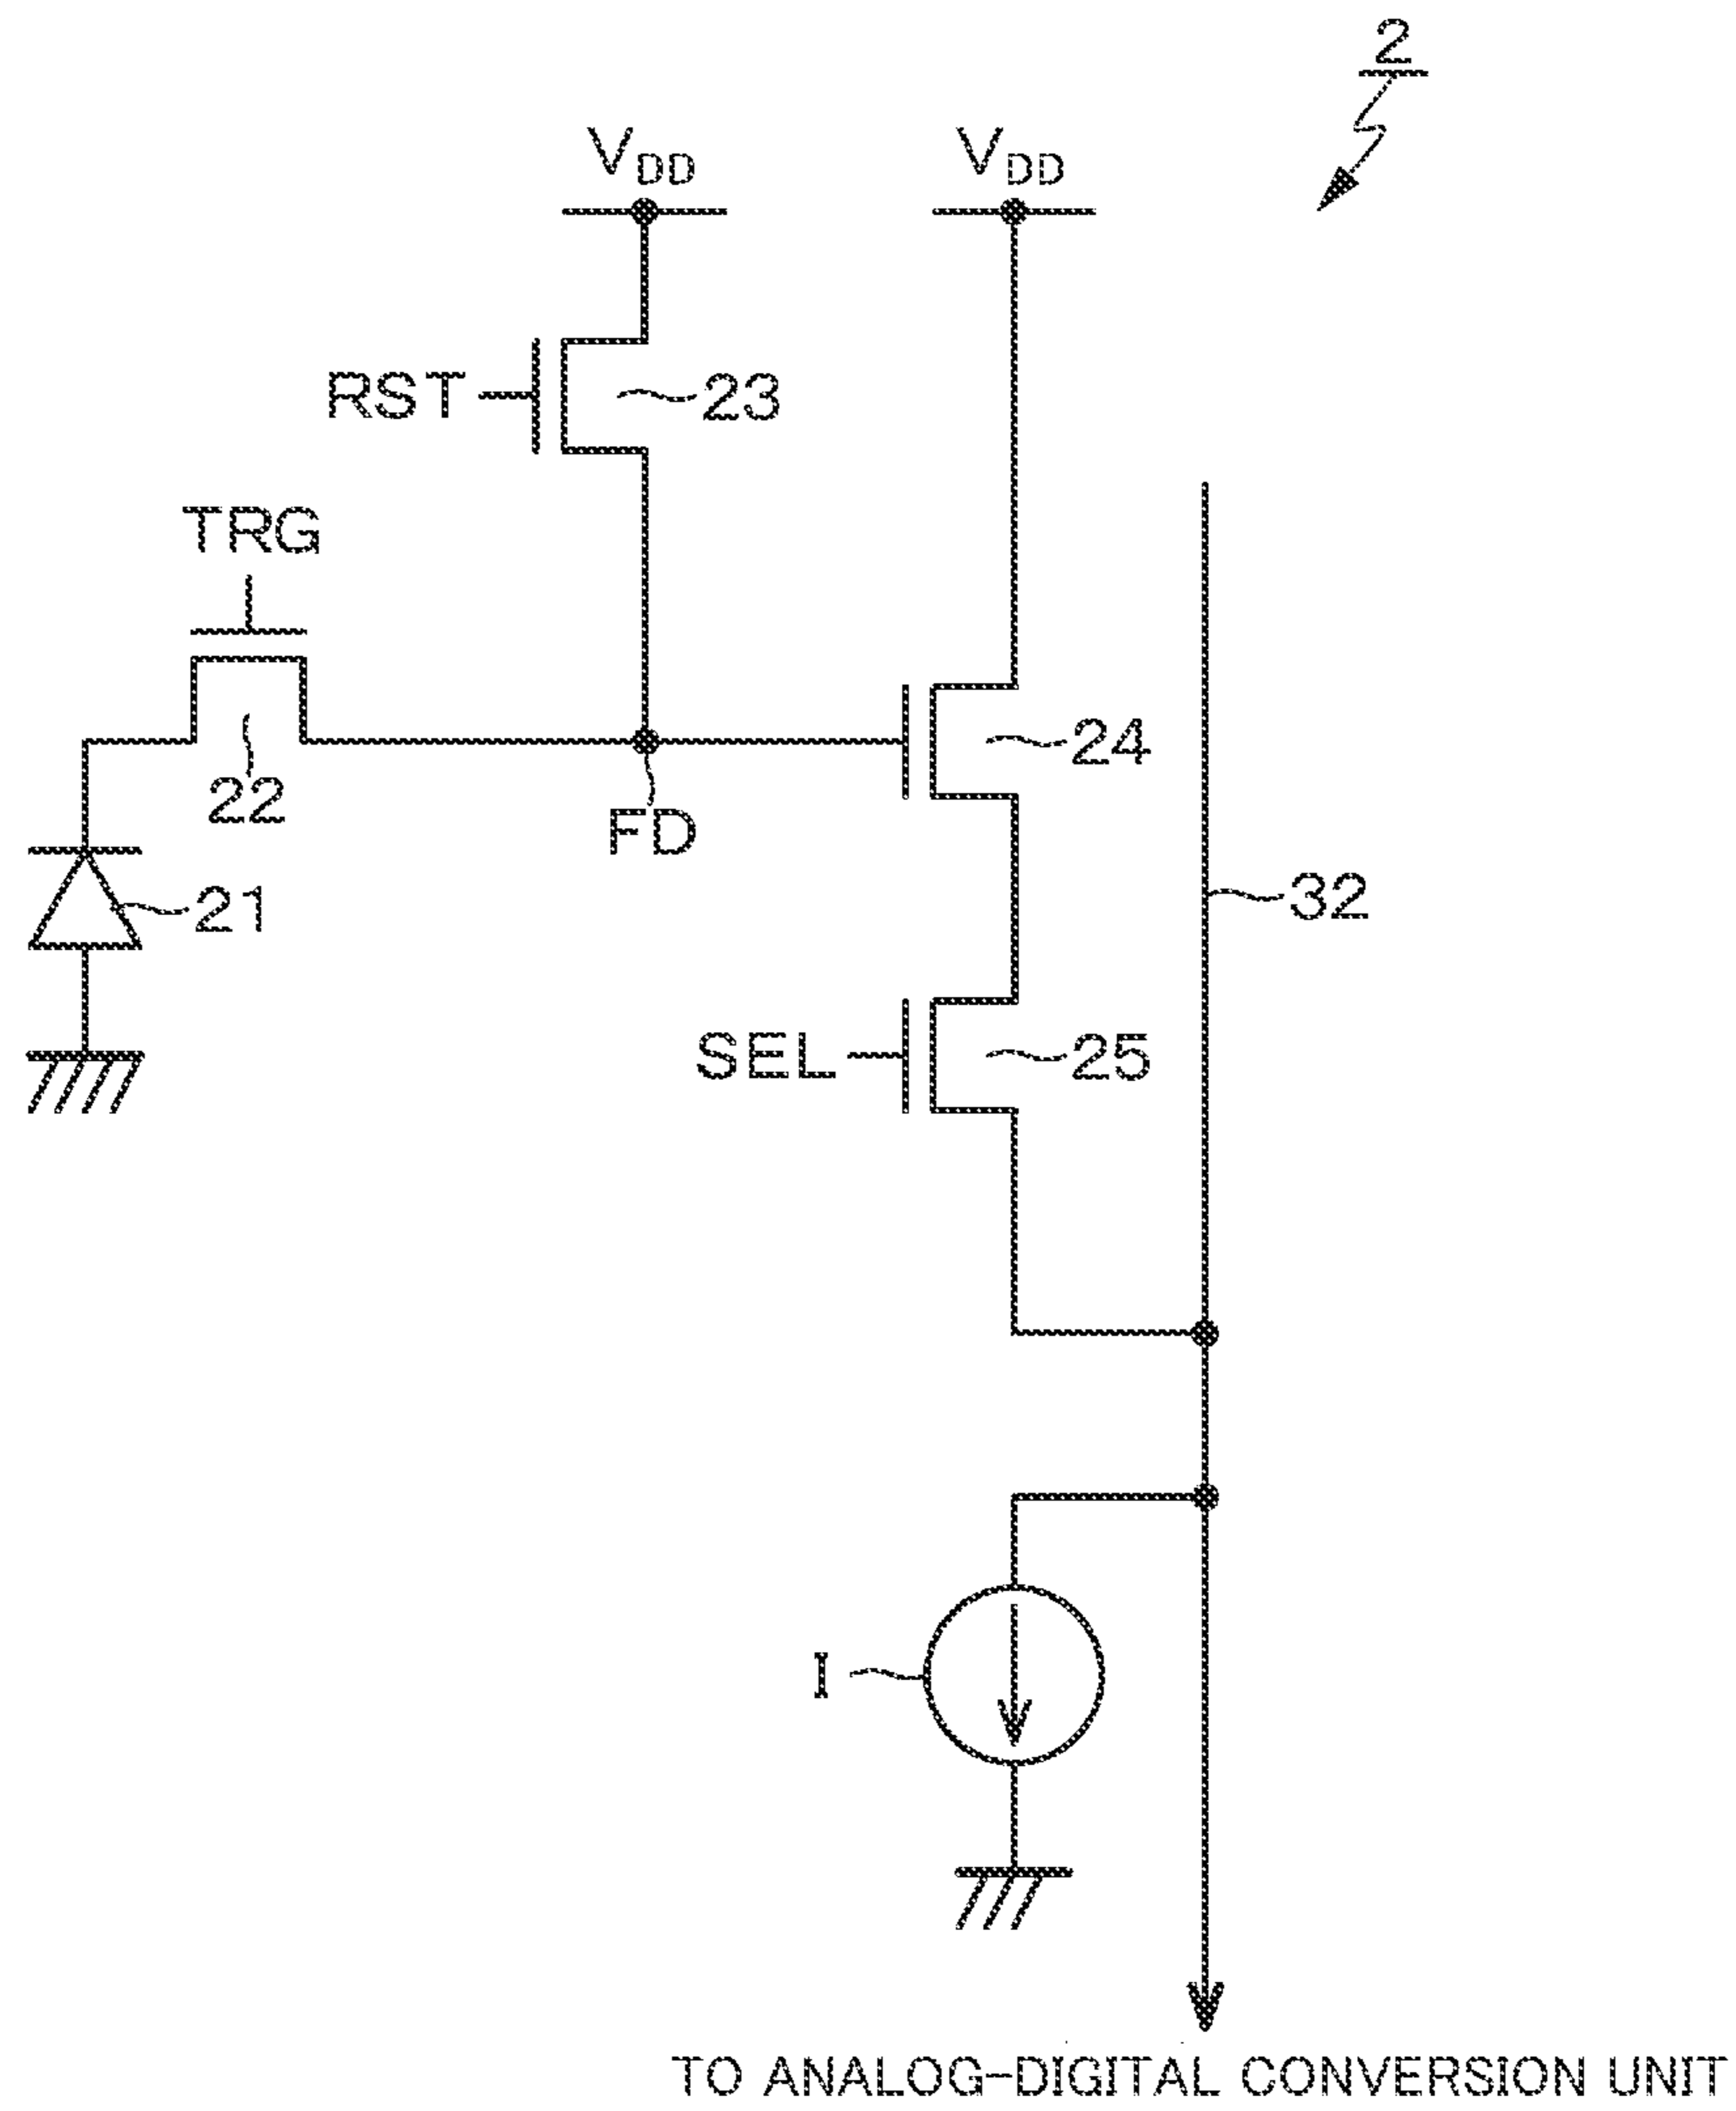 2
VDD
VDD
RST
23
TRG
22
FD
24
21
32
SEL
25
I
TO ANALOG-DIGITAL CONVERSION UNIT